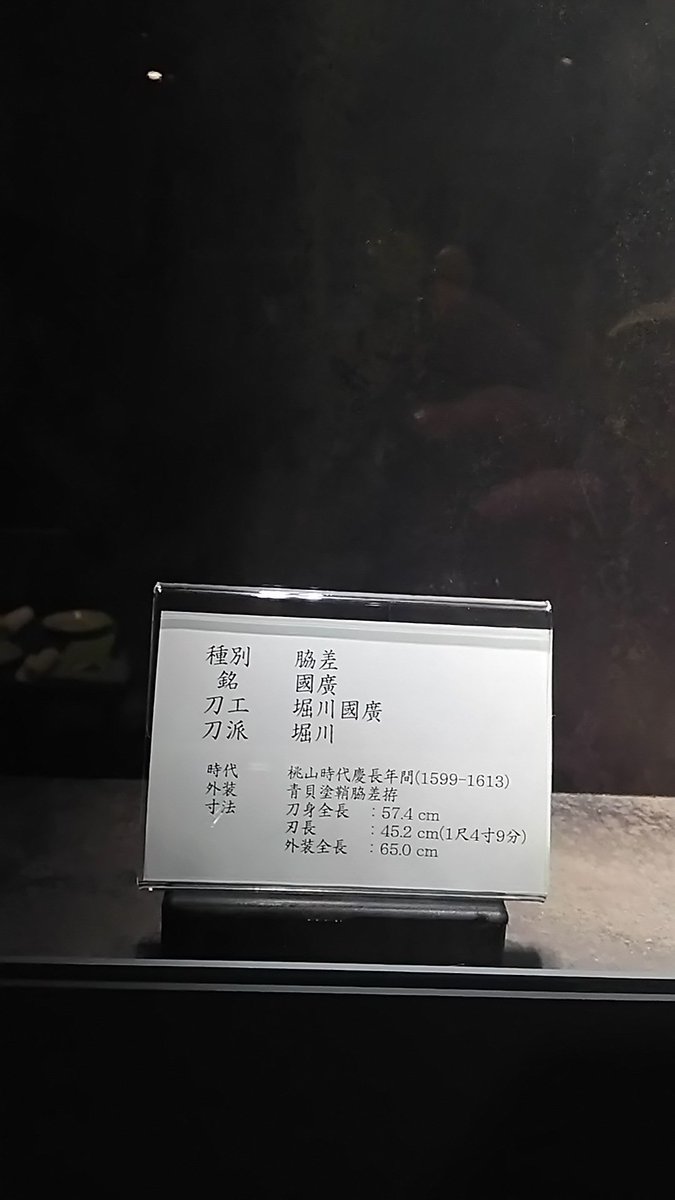 種別 脇差
銘 國廣
刀工 堀川國廣
刀派 堀川
時代 桃山時代慶長年間(1599-1613)
外装 青貝塗鞘脇差拵
寸法 刀身全長 :57.4 cm
刃長 :45.2 cm(1尺4寸9分)
外装全長 :65.0 cm